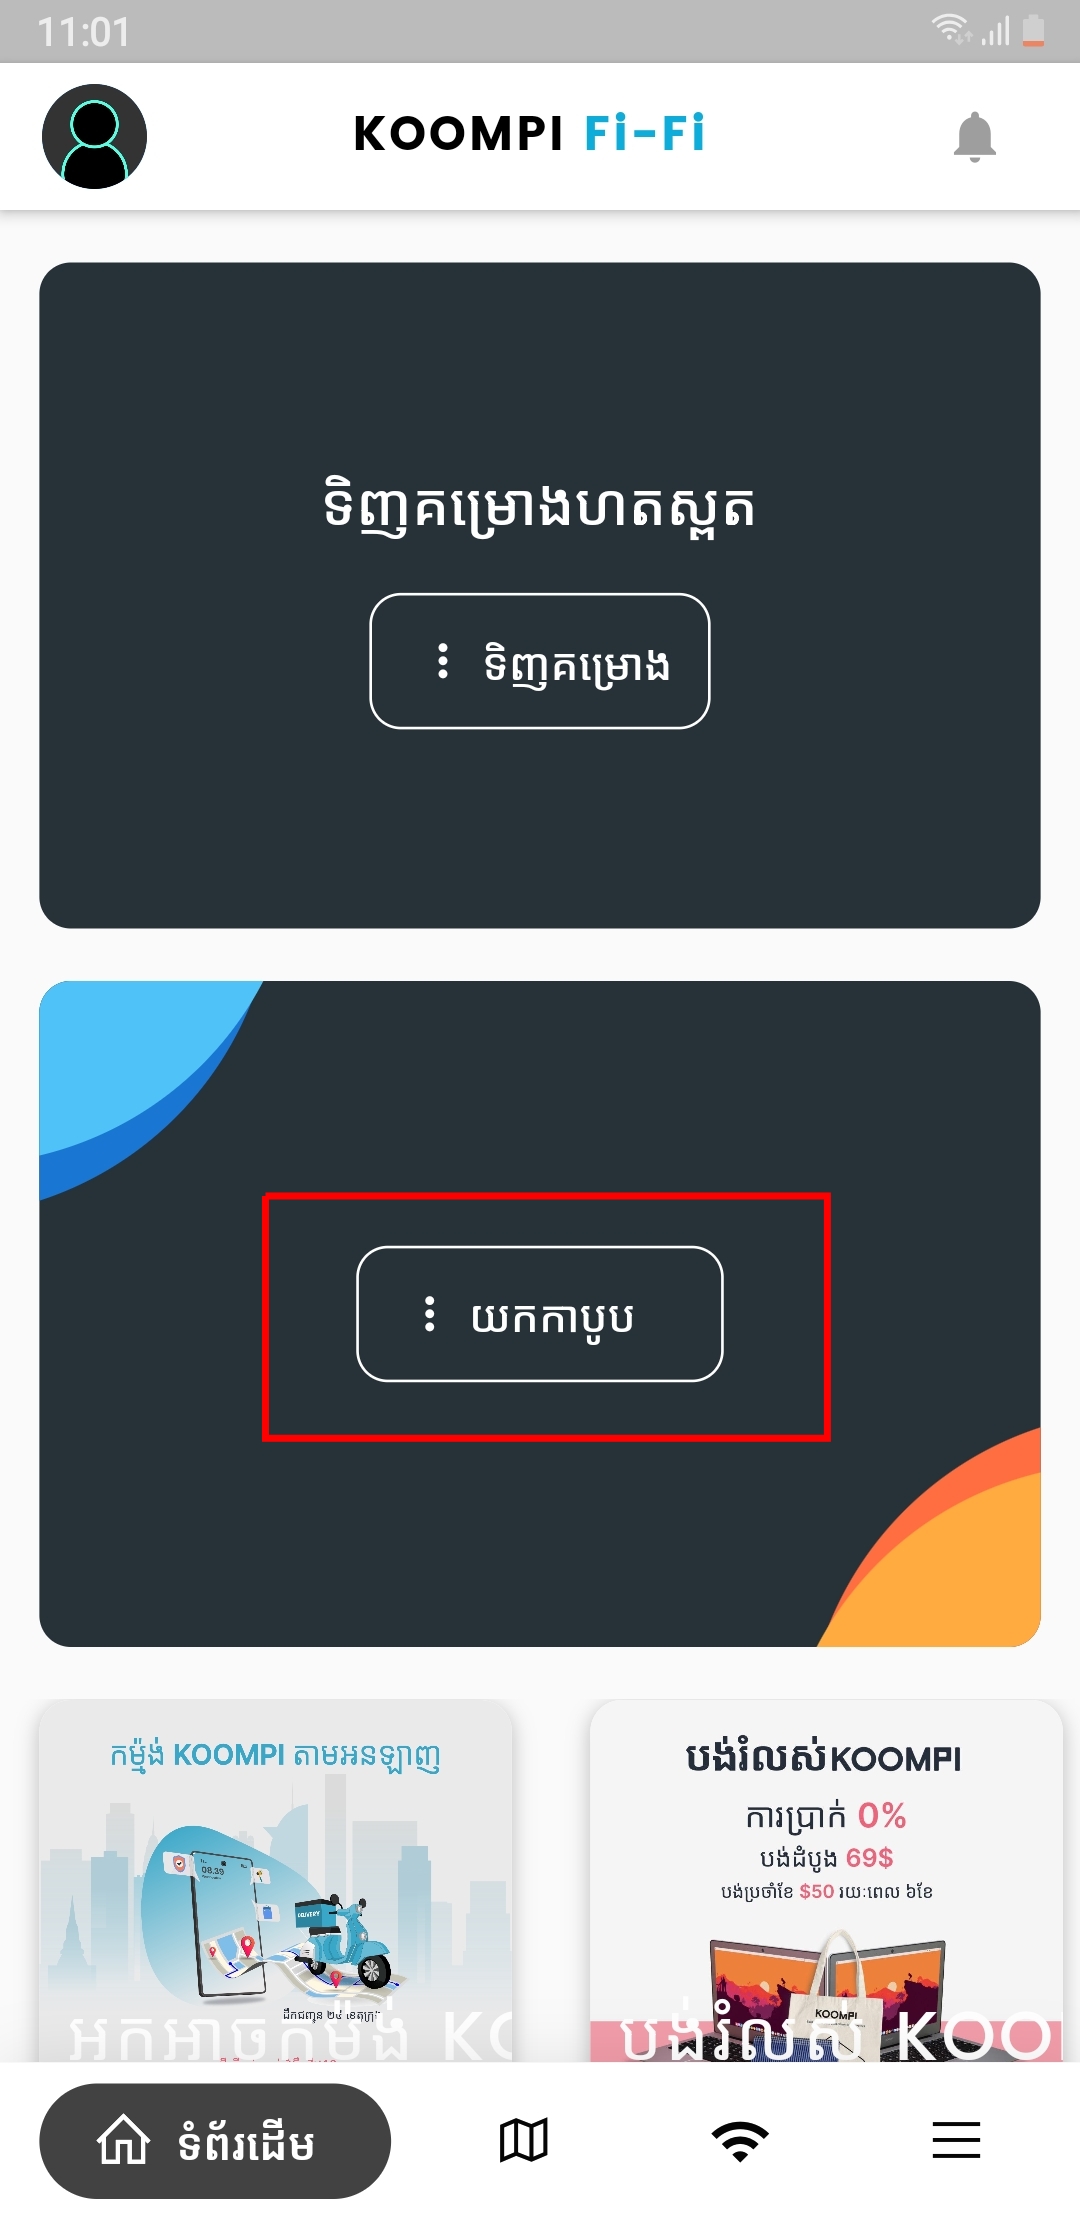 11:01
KOOMPI Fi-Fi
ទិញគម្រោងហតស្ពត
ទិញគម្រោង
យកកាបូប
កម្ម៉ង់ KOOMPI តាមអនឡាញ
08.39
DELIVERY
ដឹកជញ្ជូន ២៤ ខេត្តក្រុង
អ្នកអាចកម្ម៉ង់ KO
បង់រំលស់KOOMPI
ការប្រាក់ 0%
បង់ដំបូង 69$
បង់ប្រចាំខែ $50 រយៈពេល ៦ខែ
KOOMPI
បង់រំលស់ KOO
ទំព័រដើម